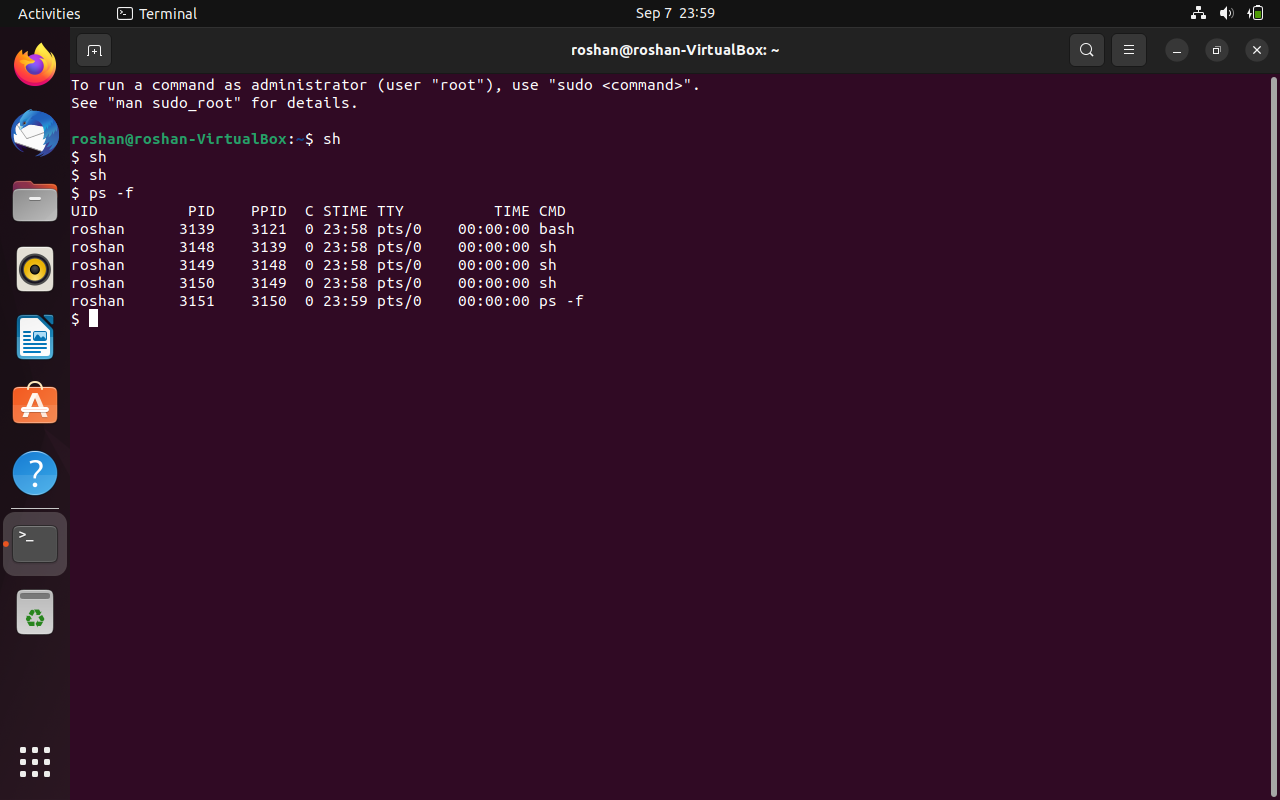 Activities Terminal Sep 7 23:59
roshan@roshan-VirtualBox: ~
To run a command as administrator (user "root"), use "sudo <command>".
See "man sudo_root" for details.
roshan@roshan-VirtualBox:~$ sh
$ sh
$ sh
$ ps -f
UID          PID    PPID  C STIME TTY          TIME CMD
roshan      3139    3121  0 23:58 pts/0    00:00:00 bash
roshan      3148    3139  0 23:58 pts/0    00:00:00 sh
roshan      3149    3148  0 23:58 pts/0    00:00:00 sh
roshan      3150    3149  0 23:58 pts/0    00:00:00 sh
roshan      3151    3150  0 23:59 pts/0    00:00:00 ps -f
$